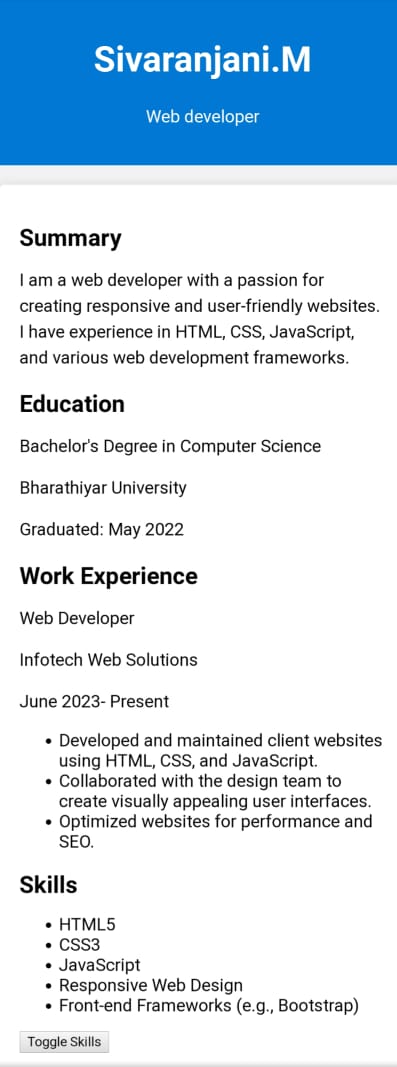 Sivaranjani.M
Web developer
Summary
I am a web developer with a passion for
creating responsive and user-friendly websites.
I have experience in HTML, CSS, JavaScript,
and various web development frameworks.
Education
Bachelor's Degree in Computer Science
Bharathiyar University
Graduated: May 2022
Work Experience
Web Developer
Infotech Web Solutions
June 2023- Present
• Developed and maintained client websites
using HTML, CSS, and JavaScript.
• Collaborated with the design team to
create visually appealing user interfaces.
• Optimized websites for performance and
SEO.
Skills
• HTML5
• CSS3
• JavaScript
• Responsive Web Design
• Front-end Frameworks (e.g., Bootstrap)
Toggle Skills